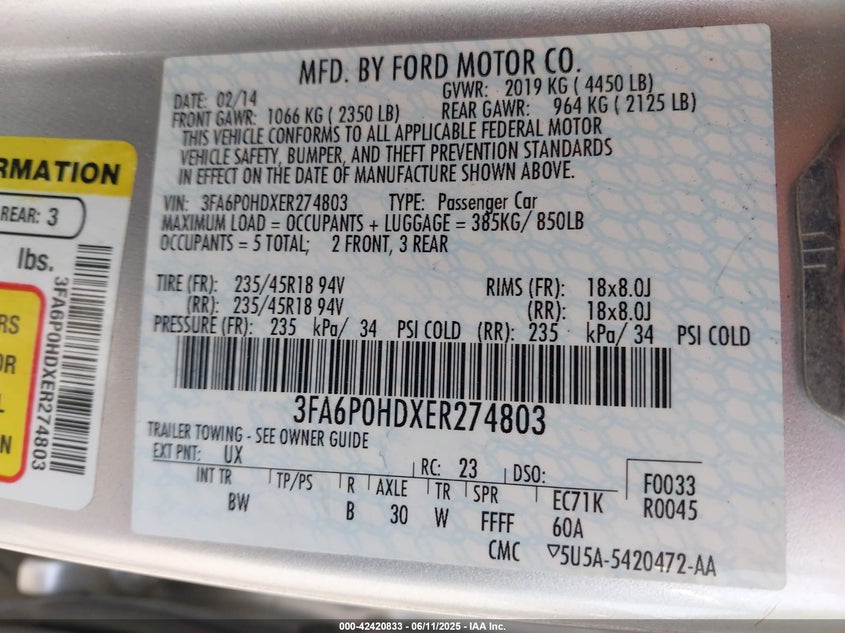 MFD. BY FORD MOTOR CO.
DATE: 02/14 GVWR: 2019 KG ( 4450 LB)
FRONT GAWR: 1066 KG ( 2350 LB) REAR GAWR: 964 KG ( 2125 LB)
THIS VEHICLE CONFORMS TO ALL APPLICABLE FEDERAL MOTOR
VEHICLE SAFETY, BUMPER, AND THEFT PREVENTION STANDARDS
IN EFFECT ON THE DATE OF MANUFACTURE SHOWN ABOVE.
VIN: 3FA6P0HDXER274803 TYPE: Passenger Car
MAXIMUM LOAD = OCCUPANTS + LUGGAGE = 385KG/ 850LB
OCCUPANTS = 5 TOTAL; 2 FRONT, 3 REAR
TIRE (FR): 235/45R18 94V RIMS (FR): 18x8.0J
(RR): 235/45R18 94V (RR): 18x8.0J
PRESSURE (FR): 235 kPa/ 34 PSI COLD (RR): 235 kPa/ 34 PSI COLD
3FA6P0HDXER274803
TRAILER TOWING - SEE OWNER GUIDE
EXT PNT: UX RC: 23 DSO: F0033
INT TR TP/PS R AXLE TR SPR EC71K R0045
BW B 30 W FFFF 60A
CMC 5U5A-5420472-AA
RMATION
REAR: 3
lbs.
3FA6P0HDXER274803
RS
OR
L
N
000-42420833 - 06/11/2025 - IAA Inc.